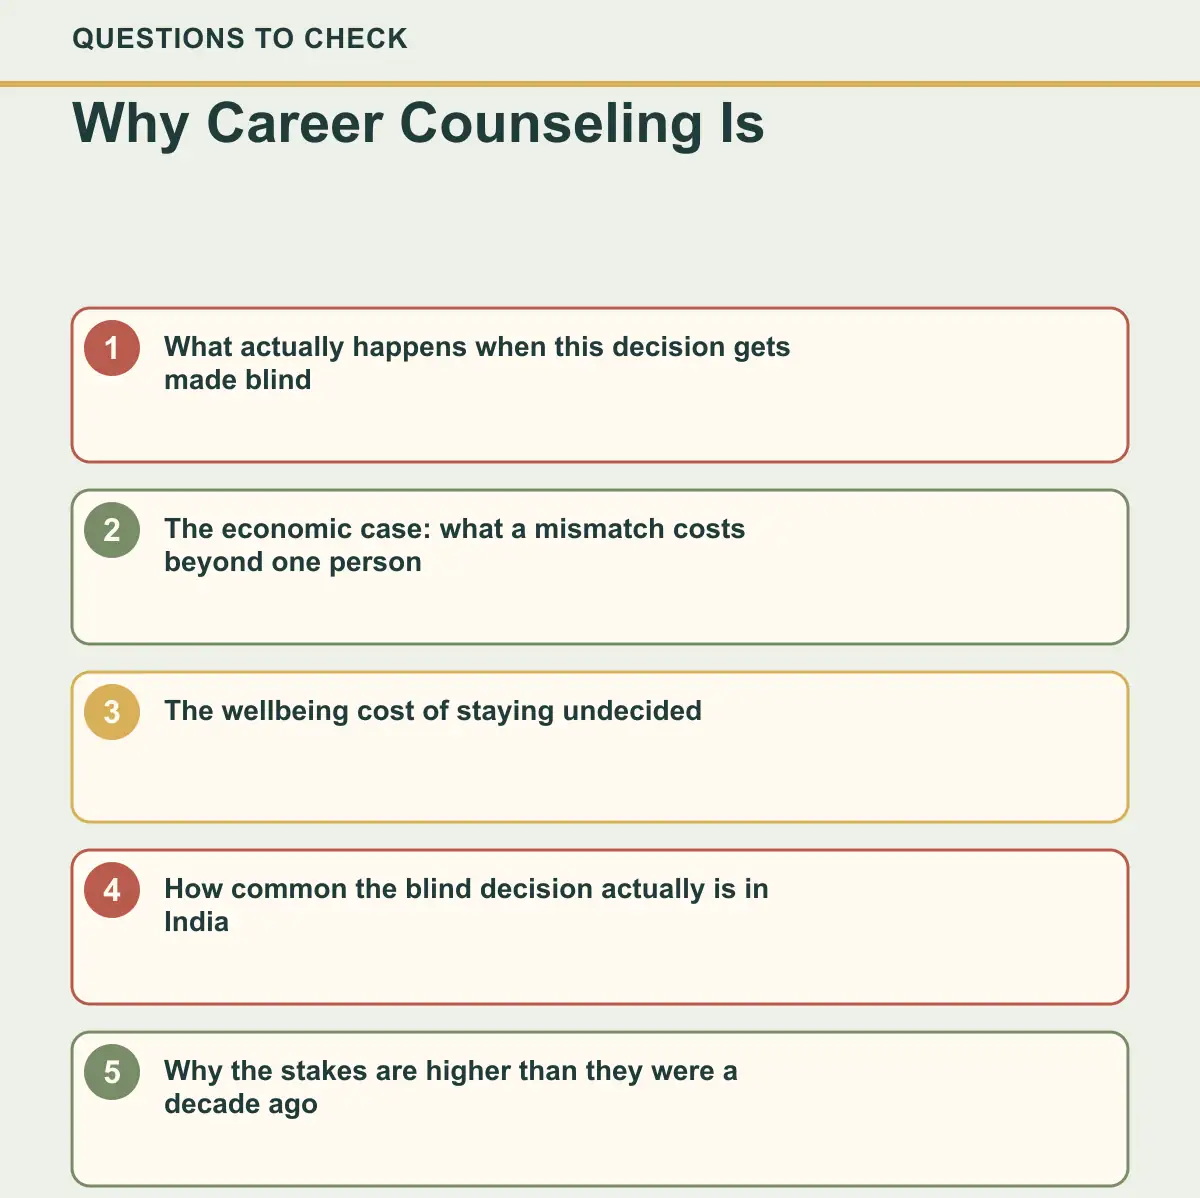 QUESTIONS TO CHECK
Why Career Counseling Is
1
What actually happens when this decision gets
made blind
2
The economic case: what a mismatch costs
beyond one person
3
The wellbeing cost of staying undecided
4
How common the blind decision actually is in
India
5
Why the stakes are higher than they were a
decade ago